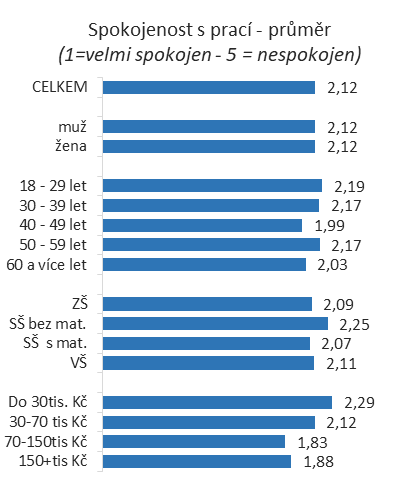 Spokojenost s prací - průměr
(1=velmi spokojen - 5 = nespokojen)
CELKEM 2,12
muž 2,12
žena 2,12
18 - 29 let 2,19
30 - 39 let 2,17
40 - 49 let 1,99
50 - 59 let 2,17
60 a více let 2,03
ZŠ 2,09
SŠ bez mat. 2,25
SŠ s mat. 2,07
VŠ 2,11
Do 30tis. Kč 2,29
30-70 tis Kč 2,12
70-150tis Kč 1,83
150+tis Kč 1,88